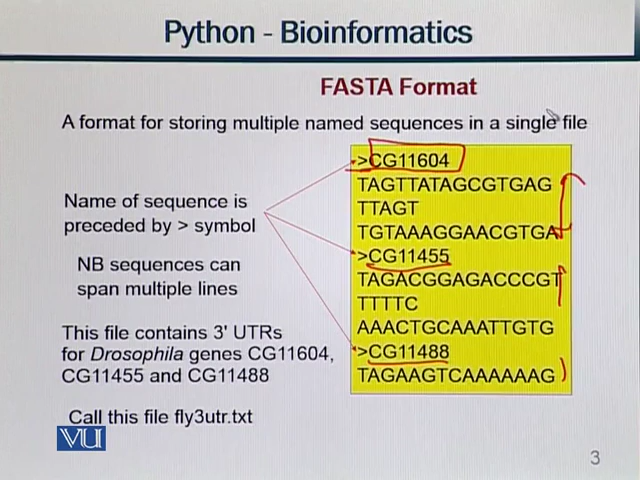 Python - Bioinformatics
FASTA Format
A format for storing multiple named sequences in a single file
Name of sequence is
preceded by > symbol
NB sequences can
span multiple lines
This file contains 3' UTRs
for Drosophila genes CG11604,
CG11455 and CG11488
Call this file fly3utr.txt
>CG11604
TAGTTATAGCGTGAG
TTAGT
TGTAAAGGAACGTGA
>CG11455
TAGACGGAGACCCGT
TTTTC
AAACTGCAAATTGTG
>CG11488
TAGAAGTCAAAAAAG
VU
3